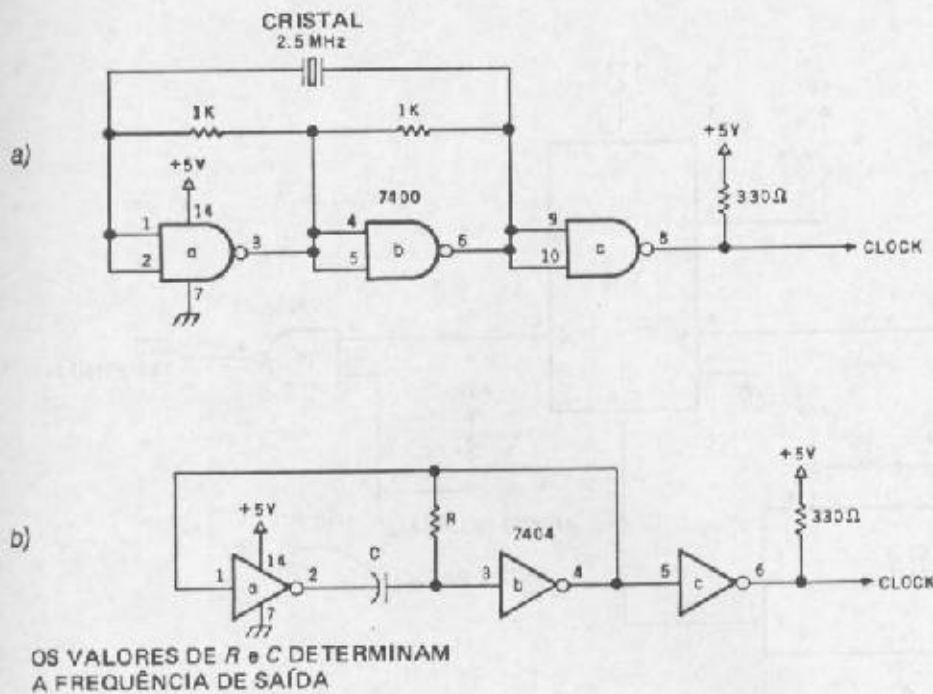 CRISTAL
2.5 MHz
1K
1K
a)
+5V
+5V
14
7400
330Ω
1
2
a
3
4
5
b
6
9
10
c
8
CLOCK
7
+5V
b)
+5V
R
7404
330Ω
14
C
1
a
2
3
b
4
5
c
6
CLOCK
7
OS VALORES DE R e C DETERMINAM
A FREQUÊNCIA DE SAÍDA